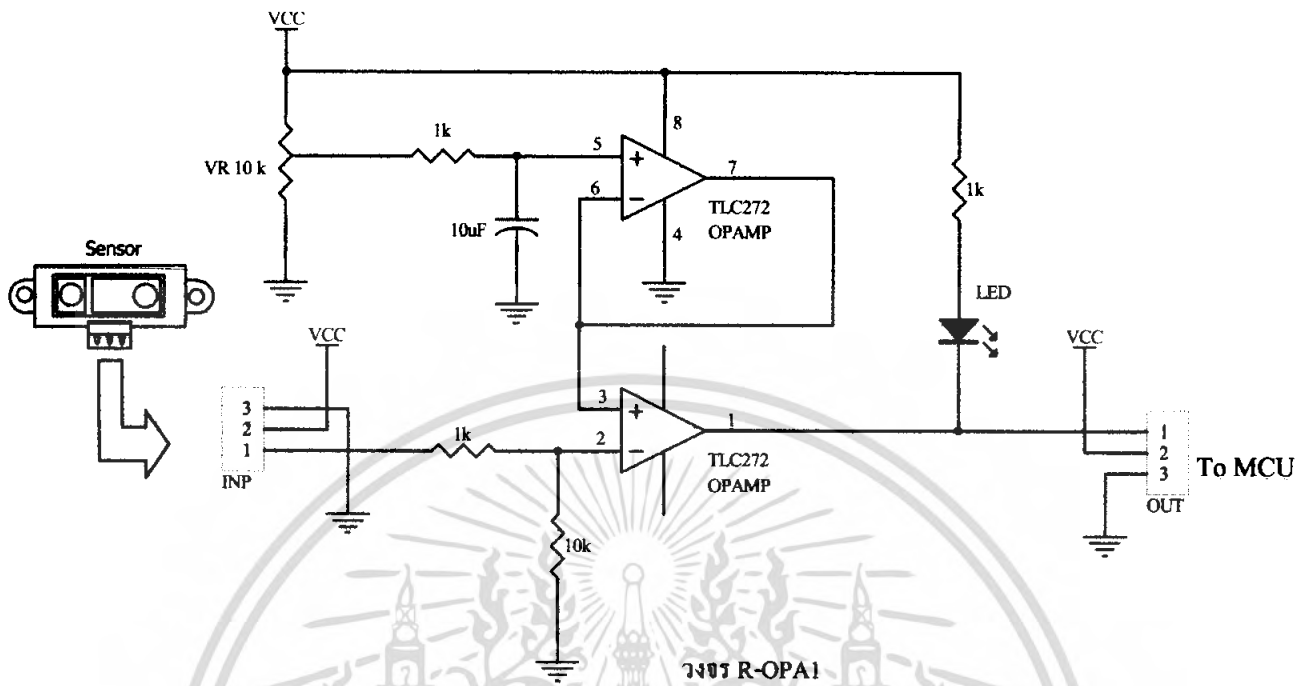 VCC
1k
VR 10 k
10uF
5
6
8
7
4
TLC272
OPAMP
1k
LED
Sensor
VCC
3
2
1
INP
1k
10k
3
2
1
TLC272
OPAMP
VCC
1
2
3
OUT
To MCU
วงจร R-OPA1